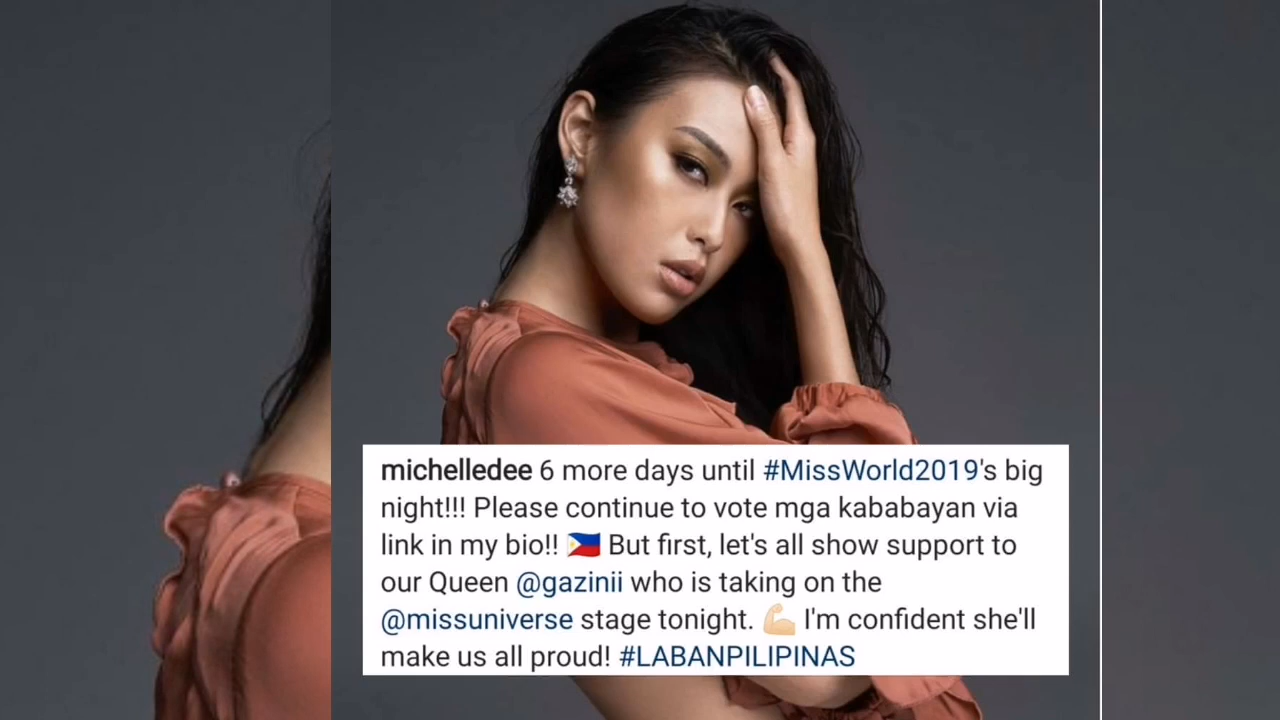 michelledee 6 more days until #MissWorld2019's big
night!!! Please continue to vote mga kababayan via
link in my bio!! 🇵🇭 But first, let's all show support to
our Queen @gazinii who is taking on the
@missuniverse stage tonight. 💪🏻 I'm confident she'll
make us all proud! #LABANPILIPINAS